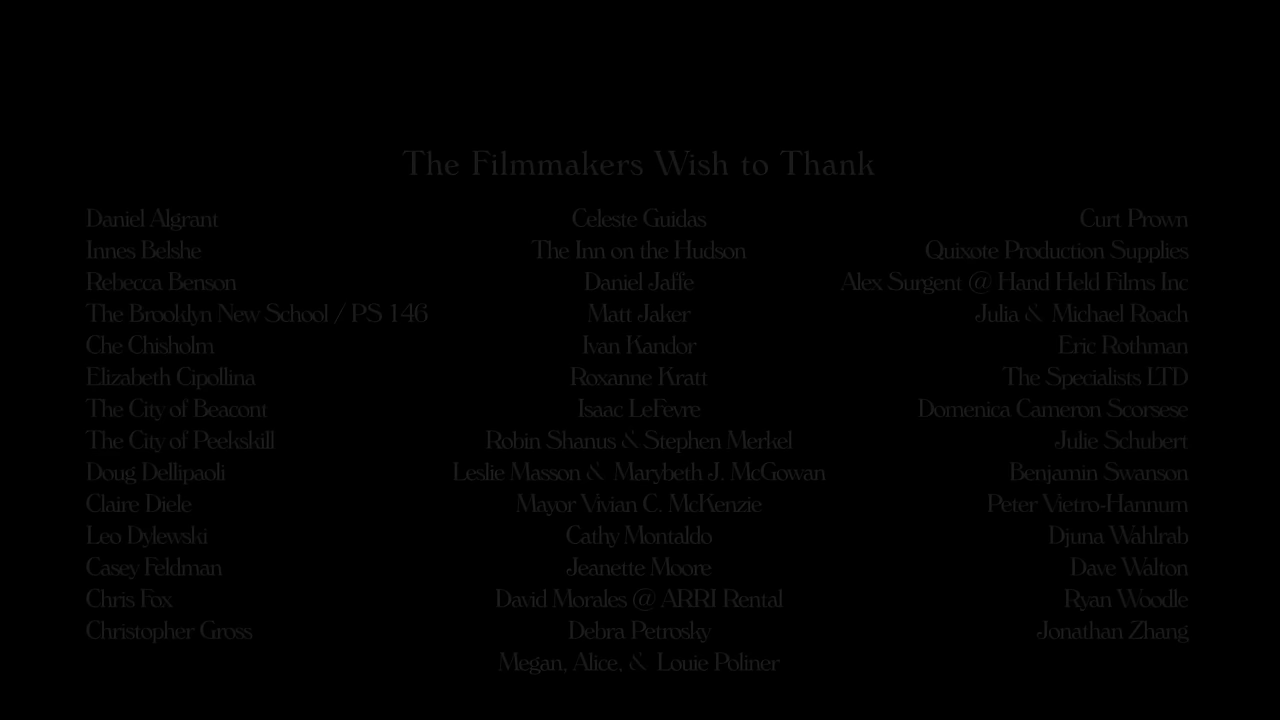 The Filmmakers Wish to Thank
Daniel Algrant
Innes Belshe
Rebecca Benson
The Brooklyn New School / PS 146
Che Chisholm
Elizabeth Cipollina
The City of Beacont
The City of Peekskill
Doug Dellipaoli
Claire Diele
Leo Dylewski
Casey Feldman
Chris Fox
Christopher Gross
Celeste Guidas
The Inn on the Hudson
Daniel Jaffe
Matt Jaker
Ivan Kandor
Roxanne Kratt
Isaac LeFevre
Robin Shanus & Stephen Merkel
Leslie Masson & Marybeth J. McGowan
Mayor Vivian C. McKenzie
Cathy Montaldo
Jeanette Moore
David Morales @ ARRI Rental
Debra Petrosky
Megan, Alice, & Louie Poliner
Curt Prown
Quixote Production Supplies
Alex Surgent @ Hand Held Films Inc
Julia & Michael Roach
Eric Rothman
The Specialists LTD
Domenica Cameron Scorsese
Julie Schubert
Benjamin Swanson
Peter Vietro-Hannum
Djuna Wahlrab
Dave Walton
Ryan Woodle
Jonathan Zhang